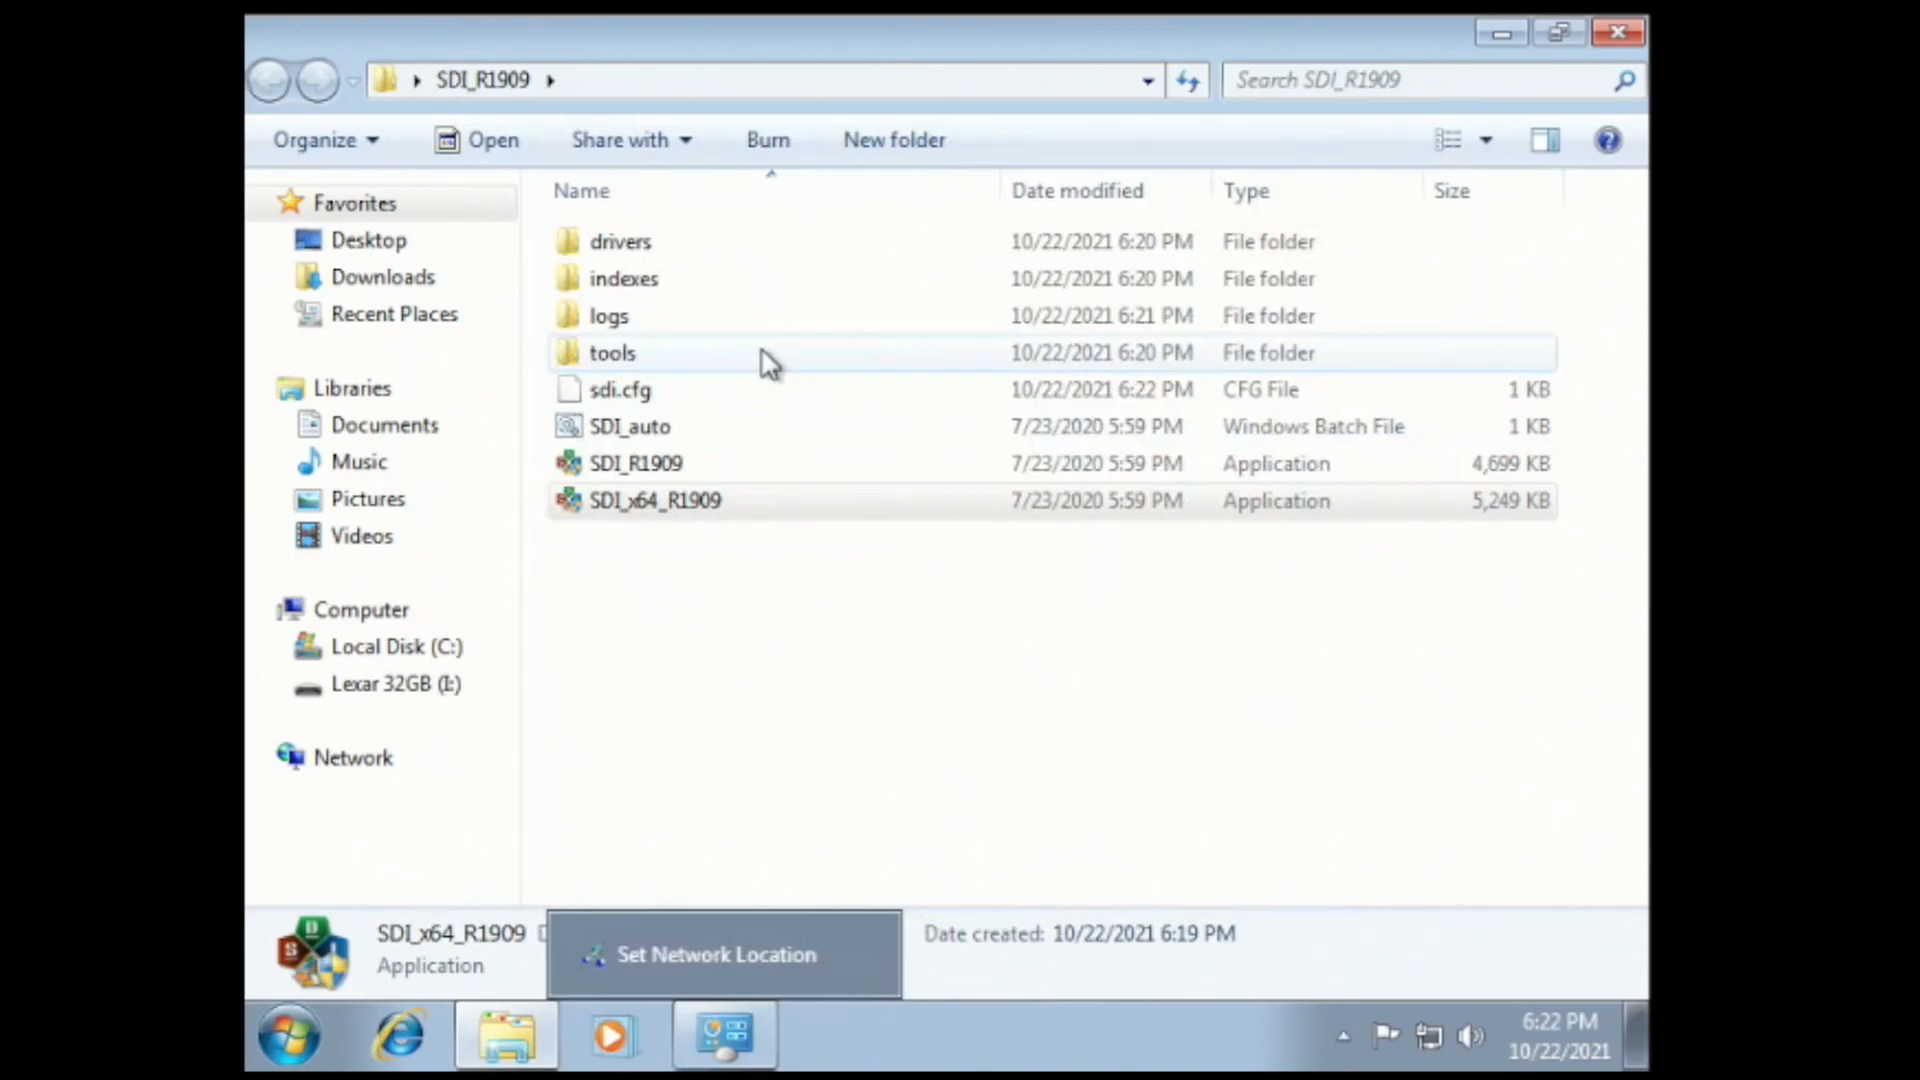 SDI_R1909
Search SDI_R1909
Organize
Open
Share with
Burn
New folder
Name
Date modified
Type
Size
Favorites
Desktop
Downloads
Recent Places
Libraries
Documents
Music
Pictures
Videos
Computer
Local Disk (C:)
Lexar 32GB (I:)
Network
drivers 10/22/2021 6:20 PM File folder
indexes 10/22/2021 6:20 PM File folder
logs 10/22/2021 6:21 PM File folder
tools 10/22/2021 6:20 PM File folder
sdi.cfg 10/22/2021 6:22 PM CFG File 1 KB
SDI_auto 7/23/2020 5:59 PM Windows Batch File 1 KB
SDI_R1909 7/23/2020 5:59 PM Application 4,699 KB
SDI_x64_R1909 7/23/2020 5:59 PM Application 5,249 KB
SDI_x64_R1909
Application
Set Network Location
Date created: 10/22/2021 6:19 PM
6:22 PM
10/22/2021